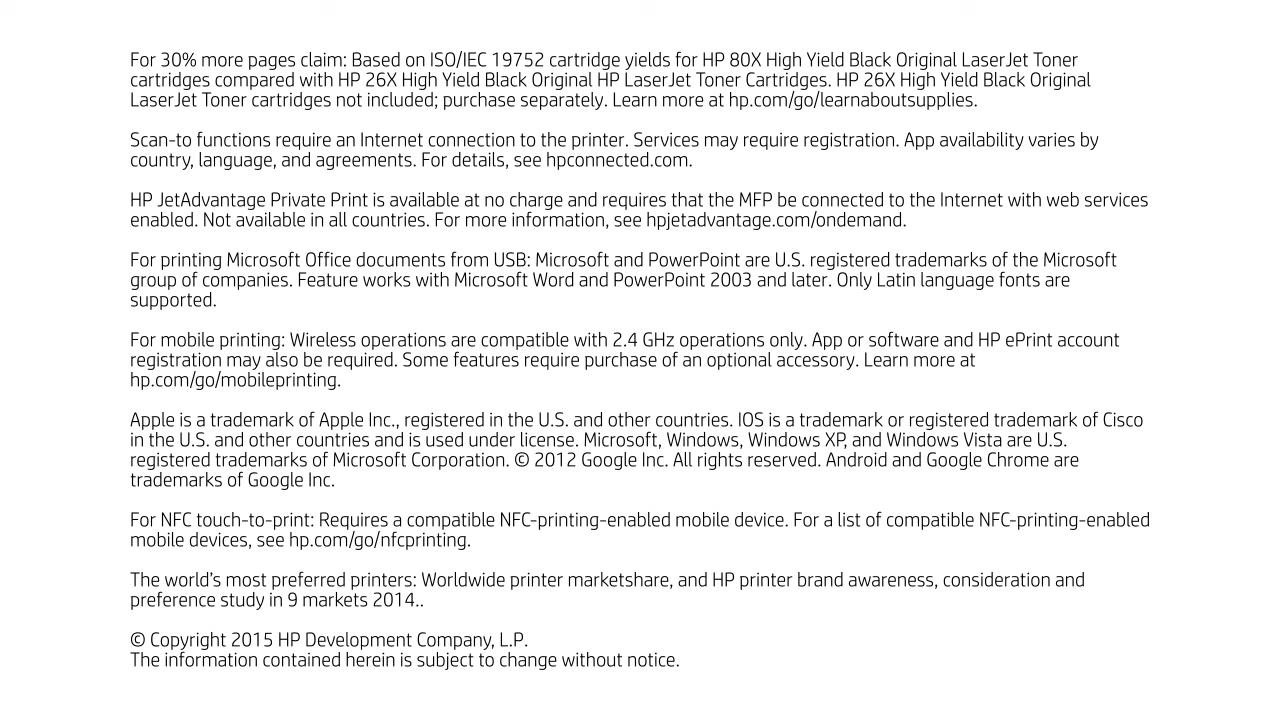 For 30% more pages claim: Based on ISO/IEC 19752 cartridge yields for HP 80X High Yield Black Original LaserJet Toner
cartridges compared with HP 26X High Yield Black Original HP LaserJet Toner Cartridges. HP 26X High Yield Black Original
LaserJet Toner cartridges not included; purchase separately. Learn more at hp.com/go/learnaboutsupplies.
Scan-to functions require an Internet connection to the printer. Services may require registration. App availability varies by
country, language, and agreements. For details, see hpconnected.com.
HP JetAdvantage Private Print is available at no charge and requires that the MFP be connected to the Internet with web services
enabled. Not available in all countries. For more information, see hpjetadvantage.com/ondemand.
For printing Microsoft Office documents from USB: Microsoft and PowerPoint are U.S. registered trademarks of the Microsoft
group of companies. Feature works with Microsoft Word and PowerPoint 2003 and later. Only Latin language fonts are
supported.
For mobile printing: Wireless operations are compatible with 2.4 GHz operations only. App or software and HP ePrint account
registration may also be required. Some features require purchase of an optional accessory. Learn more at
hp.com/go/mobileprinting.
Apple is a trademark of Apple Inc., registered in the U.S. and other countries. IOS is a trademark or registered trademark of Cisco
in the U.S. and other countries and is used under license. Microsoft, Windows, Windows XP, and Windows Vista are U.S.
registered trademarks of Microsoft Corporation. © 2012 Google Inc. All rights reserved. Android and Google Chrome are
trademarks of Google Inc.
For NFC touch-to-print: Requires a compatible NFC-printing-enabled mobile device. For a list of compatible NFC-printing-enabled
mobile devices, see hp.com/go/nfcprinting.
The world's most preferred printers: Worldwide printer marketshare, and HP printer brand awareness, consideration and
preference study in 9 markets 2014..
© Copyright 2015 HP Development Company, L.P.
The information contained herein is subject to change without notice.